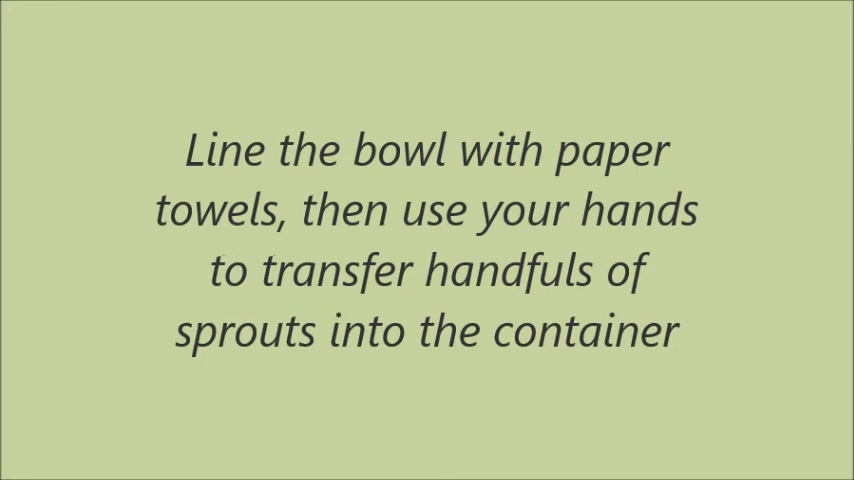 Line the bowl with paper
towels, then use your hands
to transfer handfuls of
sprouts into the container